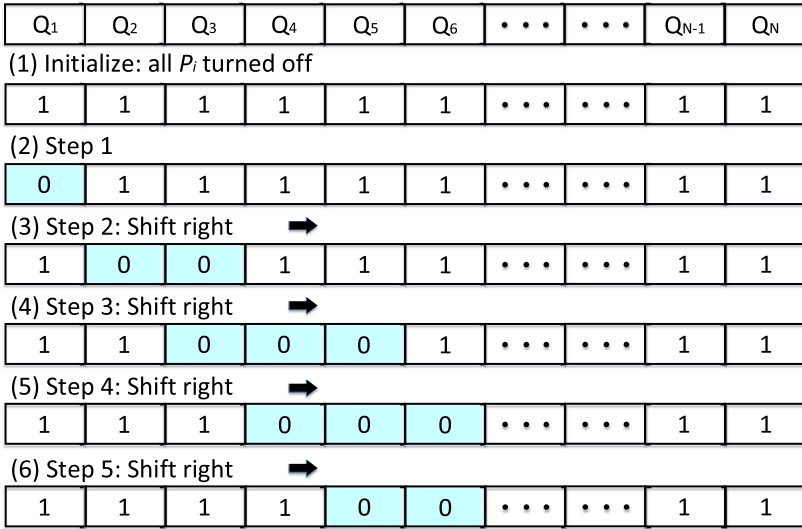 Q1 Q2 Q3 Q4 Q5 Q6 • • • • • • QN-1 QN
(1) Initialize: all Pi turned off
1 1 1 1 1 1 • • • • • • 1 1
(2) Step 1
0 1 1 1 1 1 • • • • • • 1 1
(3) Step 2: Shift right
1 0 0 1 1 1 • • • • • • 1 1
(4) Step 3: Shift right
1 1 0 0 0 1 • • • • • • 1 1
(5) Step 4: Shift right
1 1 1 0 0 0 • • • • • • 1 1
(6) Step 5: Shift right
1 1 1 1 0 0 • • • • • • 1 1